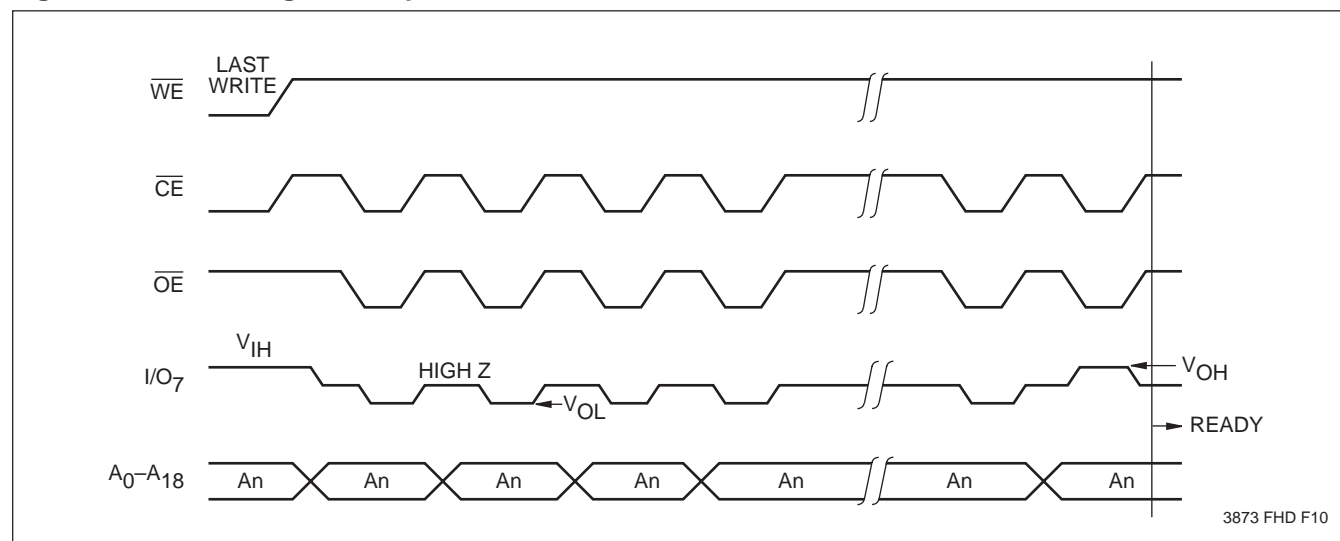 LAST
WRITE
WE
CE
OE
VIH
I/O7
HIGH Z
VOL
VOH
READY
A0–A18
An
An
An
An
An
An
An
3873 FHD F10